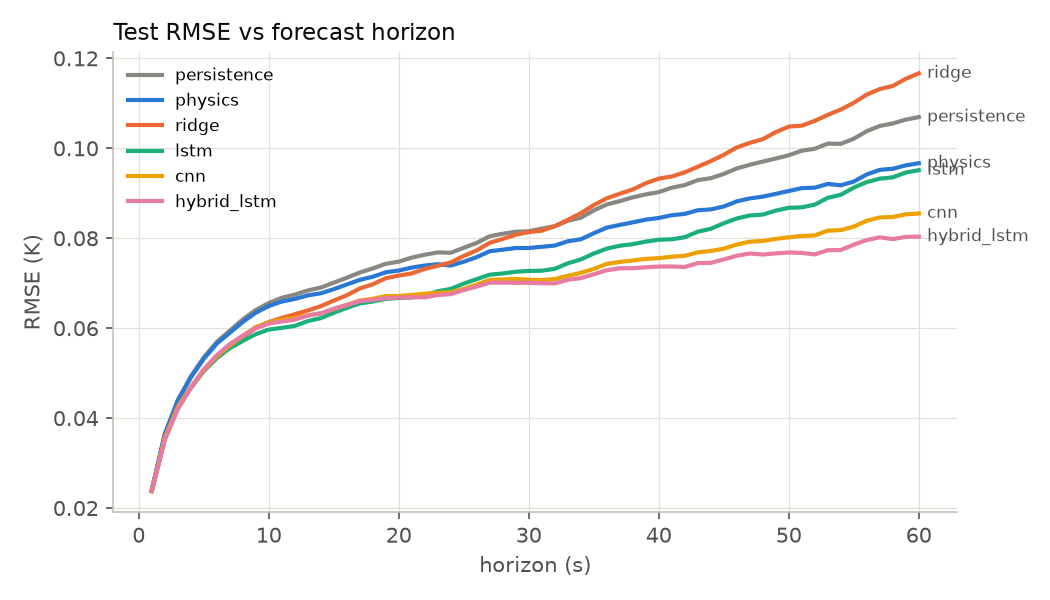 Test RMSE vs forecast horizon
0.12
0.10
0.08
0.06
0.04
0.02
RMSE (K)
persistence
physics
ridge
lstm
cnn
hybrid_lstm
ridge
persistence
physics
lstm
cnn
hybrid_lstm
0 10 20 30 40 50 60
horizon (s)